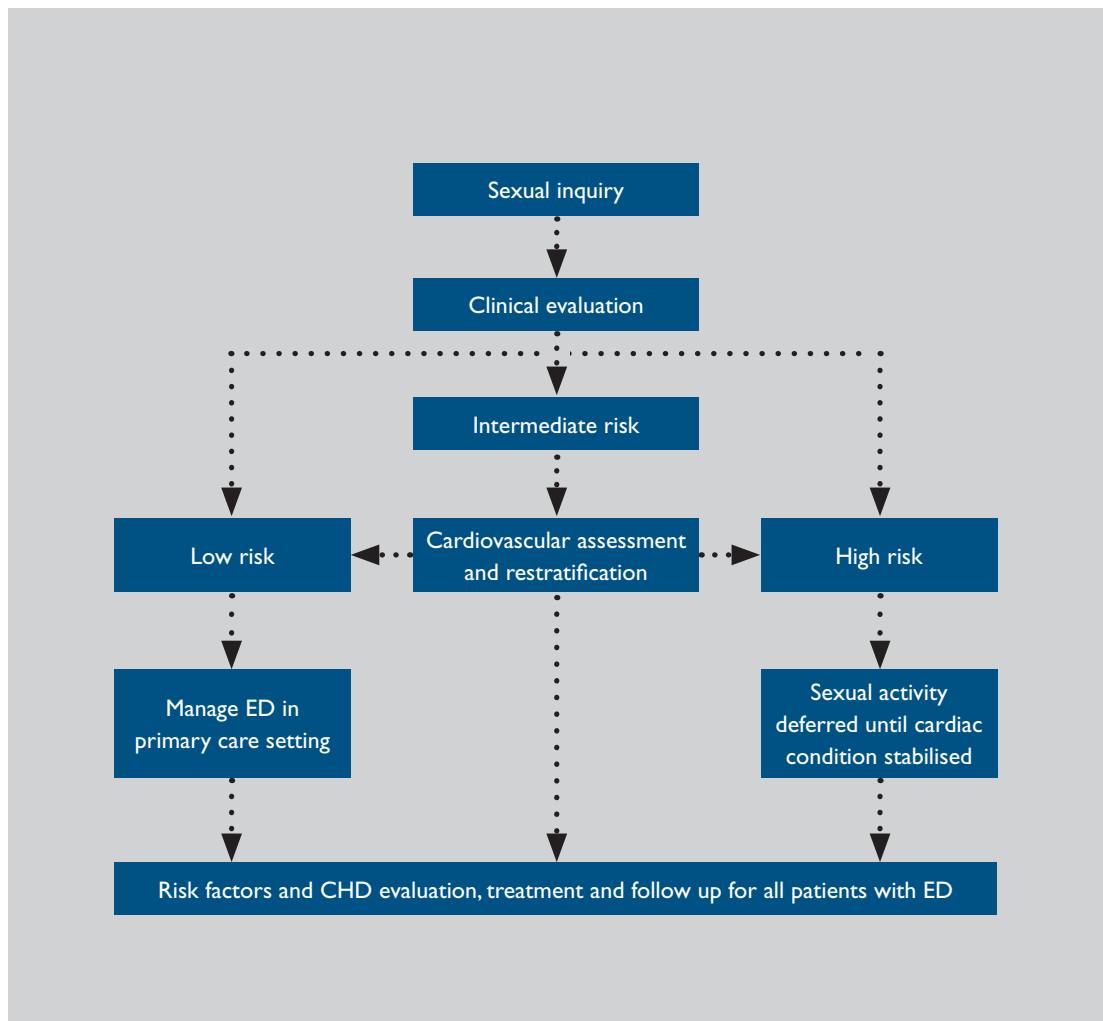 Sexual inquiry
Clinical evaluation
Intermediate risk
Low risk
Cardiovascular assessment
and restratification
High risk
Manage ED in
primary care setting
Sexual activity
deferred until cardiac
condition stabilised
Risk factors and CHD evaluation, treatment and follow up for all patients with ED